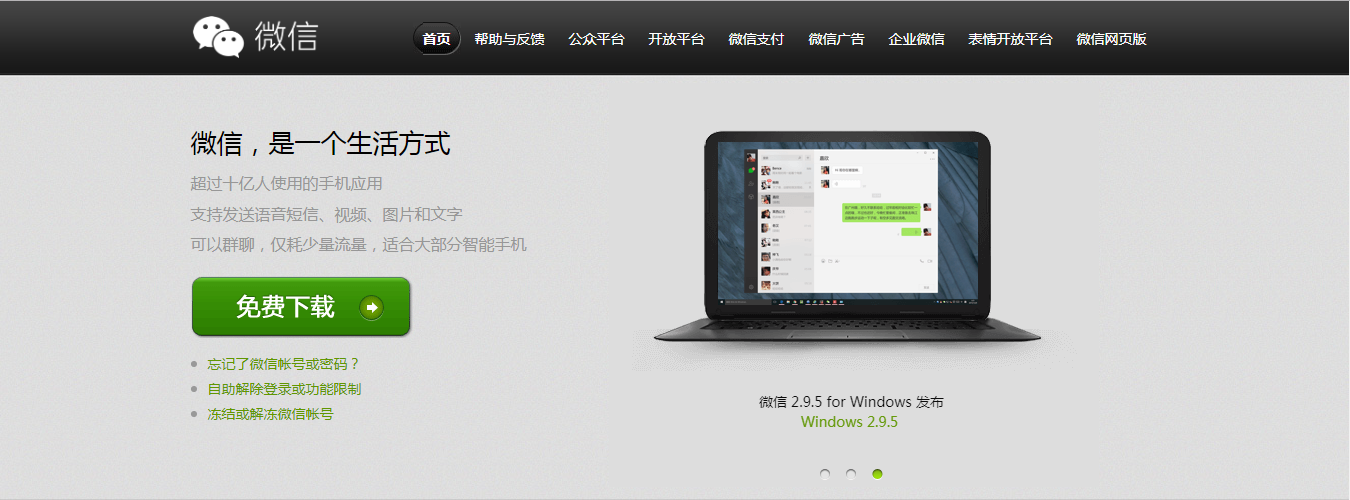 微信
首页 帮助与反馈 公众平台 开放平台 微信支付 微信广告 企业微信 表情开放平台 微信网页版
微信，是一个生活方式
超过十亿人使用的手机应用
支持发送语音短信、视频、图片和文字
可以群聊，仅耗少量流量，适合大部分智能手机
免费下载
忘记了微信帐号或密码？
自助解除登录或功能限制
冻结或解冻微信帐号
微信 2.9.5 for Windows 发布
Windows 2.9.5